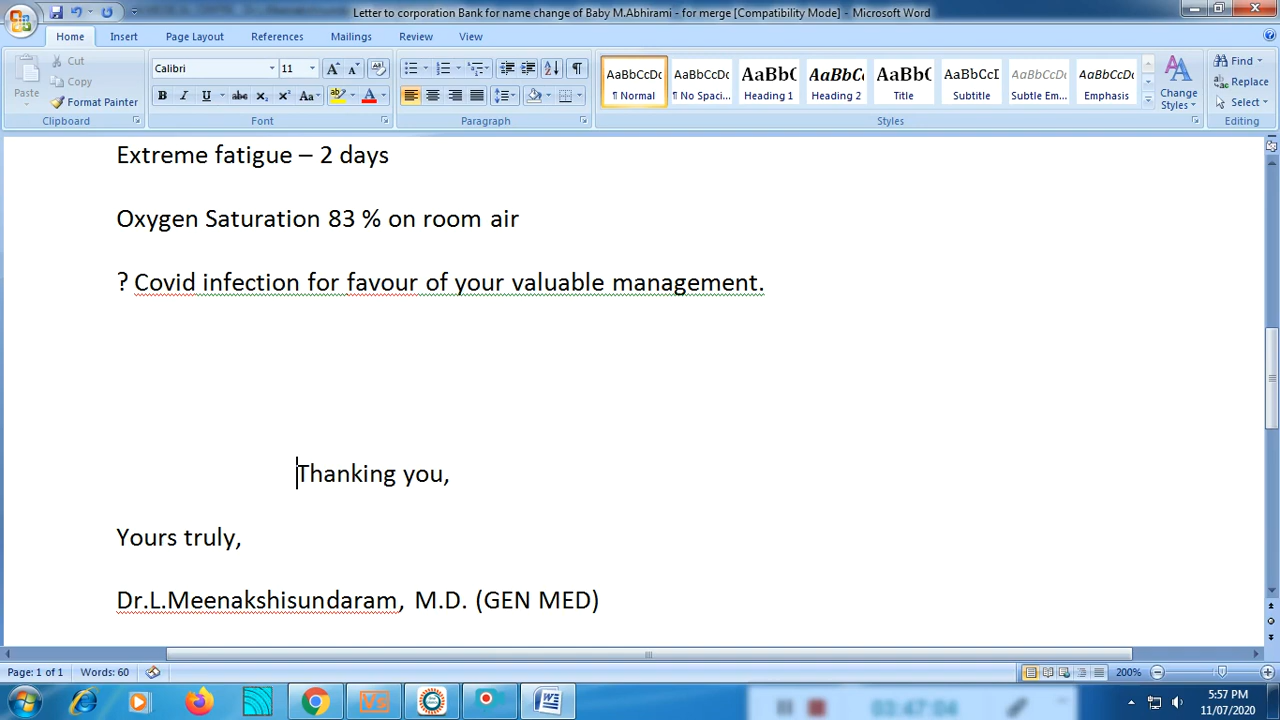 Letter to corporation Bank for name change of Baby M.Abhirami - for merge [Compatibility Mode] - Microsoft Word
Home Insert Page Layout References Mailings Review View
Paste
Cut
Copy
Format Painter
Clipboard
Calibri 11
Font
Paragraph
AaBbCcDc AaBbCcDc AaBbC AaBbCc AaBbC AaBbCcI AaBbCcDc AaBbCcDc
¶ Normal ¶ No Spaci... Heading 1 Heading 2 Title Subtitle Subtle Em... Emphasis
Styles
Change Styles
Find
Replace
Select
Editing
Extreme fatigue – 2 days
Oxygen Saturation 83 % on room air
? Covid infection for favour of your valuable management.
Thanking you,
Yours truly,
Dr.L.Meenakshisundaram, M.D. (GEN MED)
Page: 1 of 1 Words: 60 200%
5:57 PM
11/07/2020
03:47:04